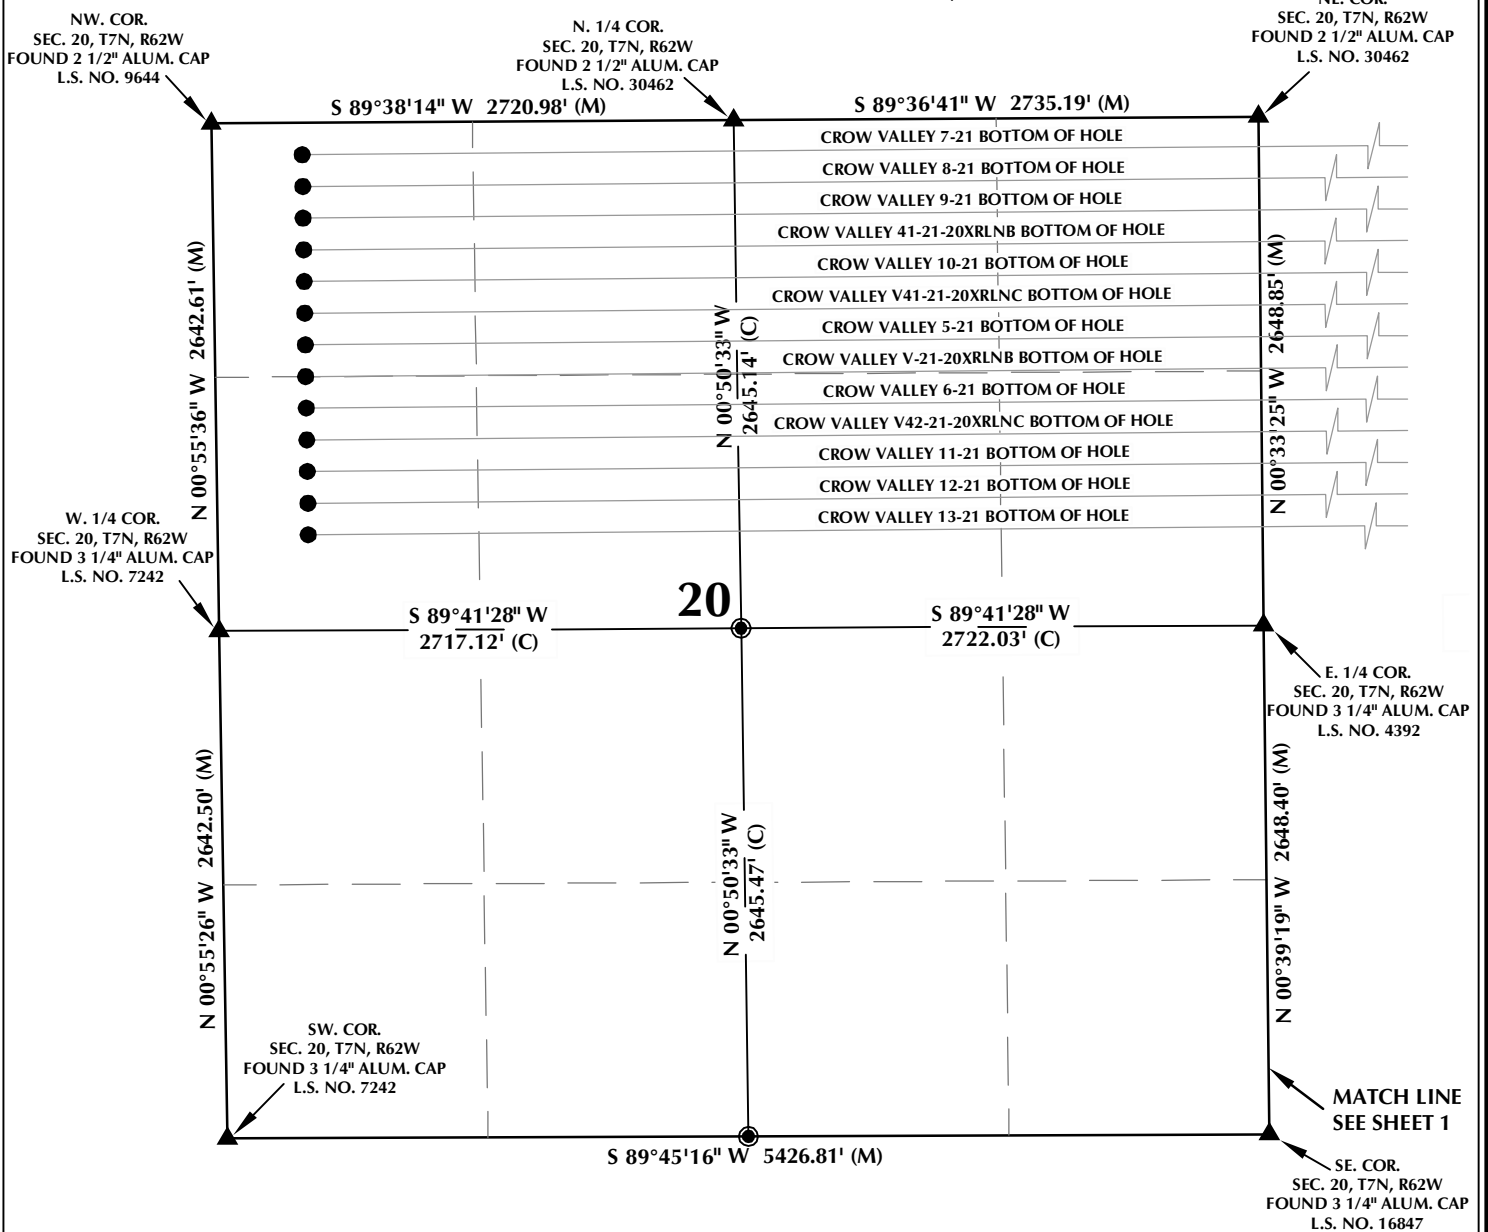 NW. COR.
SEC. 20, T7N, R62W
FOUND 2 1/2" ALUM. CAP
L.S. NO. 9644
N. 1/4 COR.
SEC. 20, T7N, R62W
FOUND 2 1/2" ALUM. CAP
L.S. NO. 30462
NE. COR.
SEC. 20, T7N, R62W
FOUND 2 1/2" ALUM. CAP
L.S. NO. 30462
S 89°38'14" W 2720.98' (M)
S 89°36'41" W 2735.19' (M)
CROW VALLEY 7-21 BOTTOM OF HOLE
CROW VALLEY 8-21 BOTTOM OF HOLE
CROW VALLEY 9-21 BOTTOM OF HOLE
CROW VALLEY 41-21-20XRLNB BOTTOM OF HOLE
CROW VALLEY 10-21 BOTTOM OF HOLE
CROW VALLEY V41-21-20XRLNC BOTTOM OF HOLE
CROW VALLEY 5-21 BOTTOM OF HOLE
CROW VALLEY V-21-20XRLNB BOTTOM OF HOLE
CROW VALLEY 6-21 BOTTOM OF HOLE
CROW VALLEY V42-21-20XRLNC BOTTOM OF HOLE
CROW VALLEY 11-21 BOTTOM OF HOLE
CROW VALLEY 12-21 BOTTOM OF HOLE
CROW VALLEY 13-21 BOTTOM OF HOLE
N 00°55'36" W 2642.61' (M)
N 00°50'33" W
2645.14' (C)
N 00°33'25" W 2648.85' (M)
W. 1/4 COR.
SEC. 20, T7N, R62W
FOUND 3 1/4" ALUM. CAP
L.S. NO. 7242
20
S 89°41'28" W
2717.12' (C)
S 89°41'28" W
2722.03' (C)
E. 1/4 COR.
SEC. 20, T7N, R62W
FOUND 3 1/4" ALUM. CAP
L.S. NO. 4392
N 00°55'26" W 2642.50' (M)
N 00°50'33" W
2645.47' (C)
N 00°39'19" W 2648.40' (M)
SW. COR.
SEC. 20, T7N, R62W
FOUND 3 1/4" ALUM. CAP
L.S. NO. 7242
MATCH LINE
SEE SHEET 1
S 89°45'16" W 5426.81' (M)
SE. COR.
SEC. 20, T7N, R62W
FOUND 3 1/4" ALUM. CAP
L.S. NO. 16847